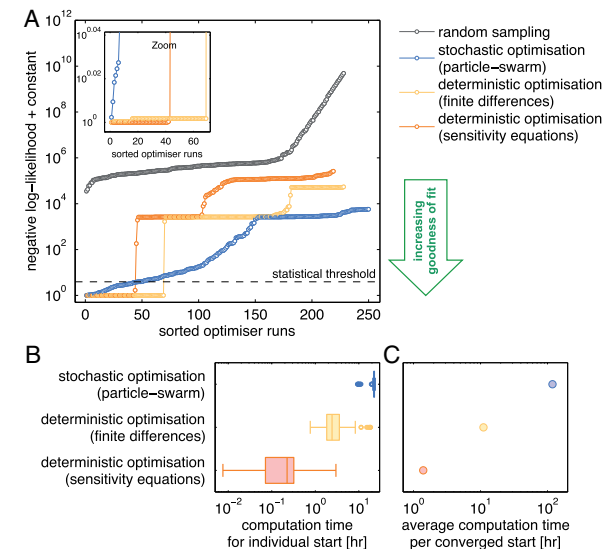 A
10^12
10^10
10^8
10^6
10^4
10^2
10^0
negative log−likelihood + constant
10^0.04
10^0.02
10^0
Zoom
0 20 40 60
sorted optimiser runs
statistical threshold
0 50 100 150 200 250
sorted optimiser runs
random sampling
stochastic optimisation
(particle−swarm)
deterministic optimisation
(finite differences)
deterministic optimisation
(sensitivity equations)
increasing
goodness of fit
B
stochastic optimisation
(particle−swarm)
deterministic optimisation
(finite differences)
deterministic optimisation
(sensitivity equations)
10^−2 10^−1 10^0 10^1
computation time
for individual start [hr]
C
10^0 10^1 10^2
average computation time
per converged start [hr]